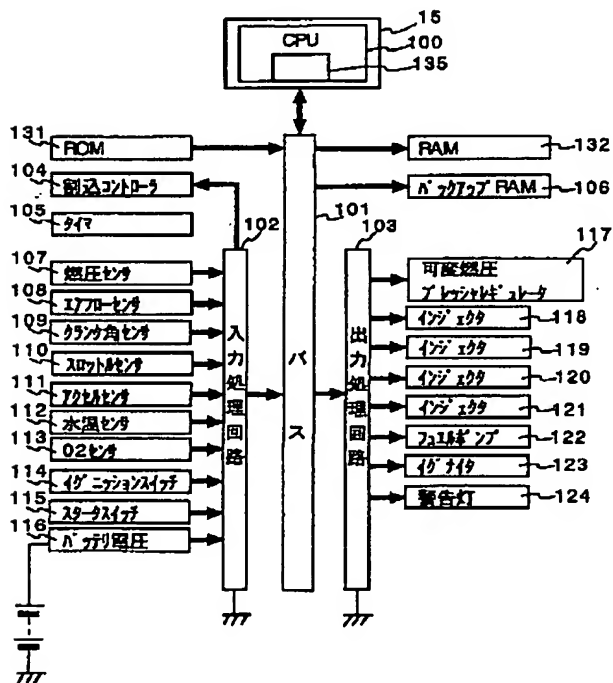 15
CPU
100
135
131
ROM
RAM
132
104
割込コントローラ
バックアップRAM
106
105
タイマ
101
102
103
117
107
燃圧センサ
可変燃圧
プレッシャレギュレータ
108
エアフローセンサ
インジェクタ
118
109
クランク角センサ
インジェクタ
119
110
スロットルセンサ
インジェクタ
120
111
アクセルセンサ
インジェクタ
121
112
水温センサ
フュエルポンプ
122
113
O2センサ
イグナイタ
123
114
イグニッションスイッチ
警告灯
124
115
スタータスイッチ
116
バッテリ電圧
入力処理回路
バス
出力処理回路